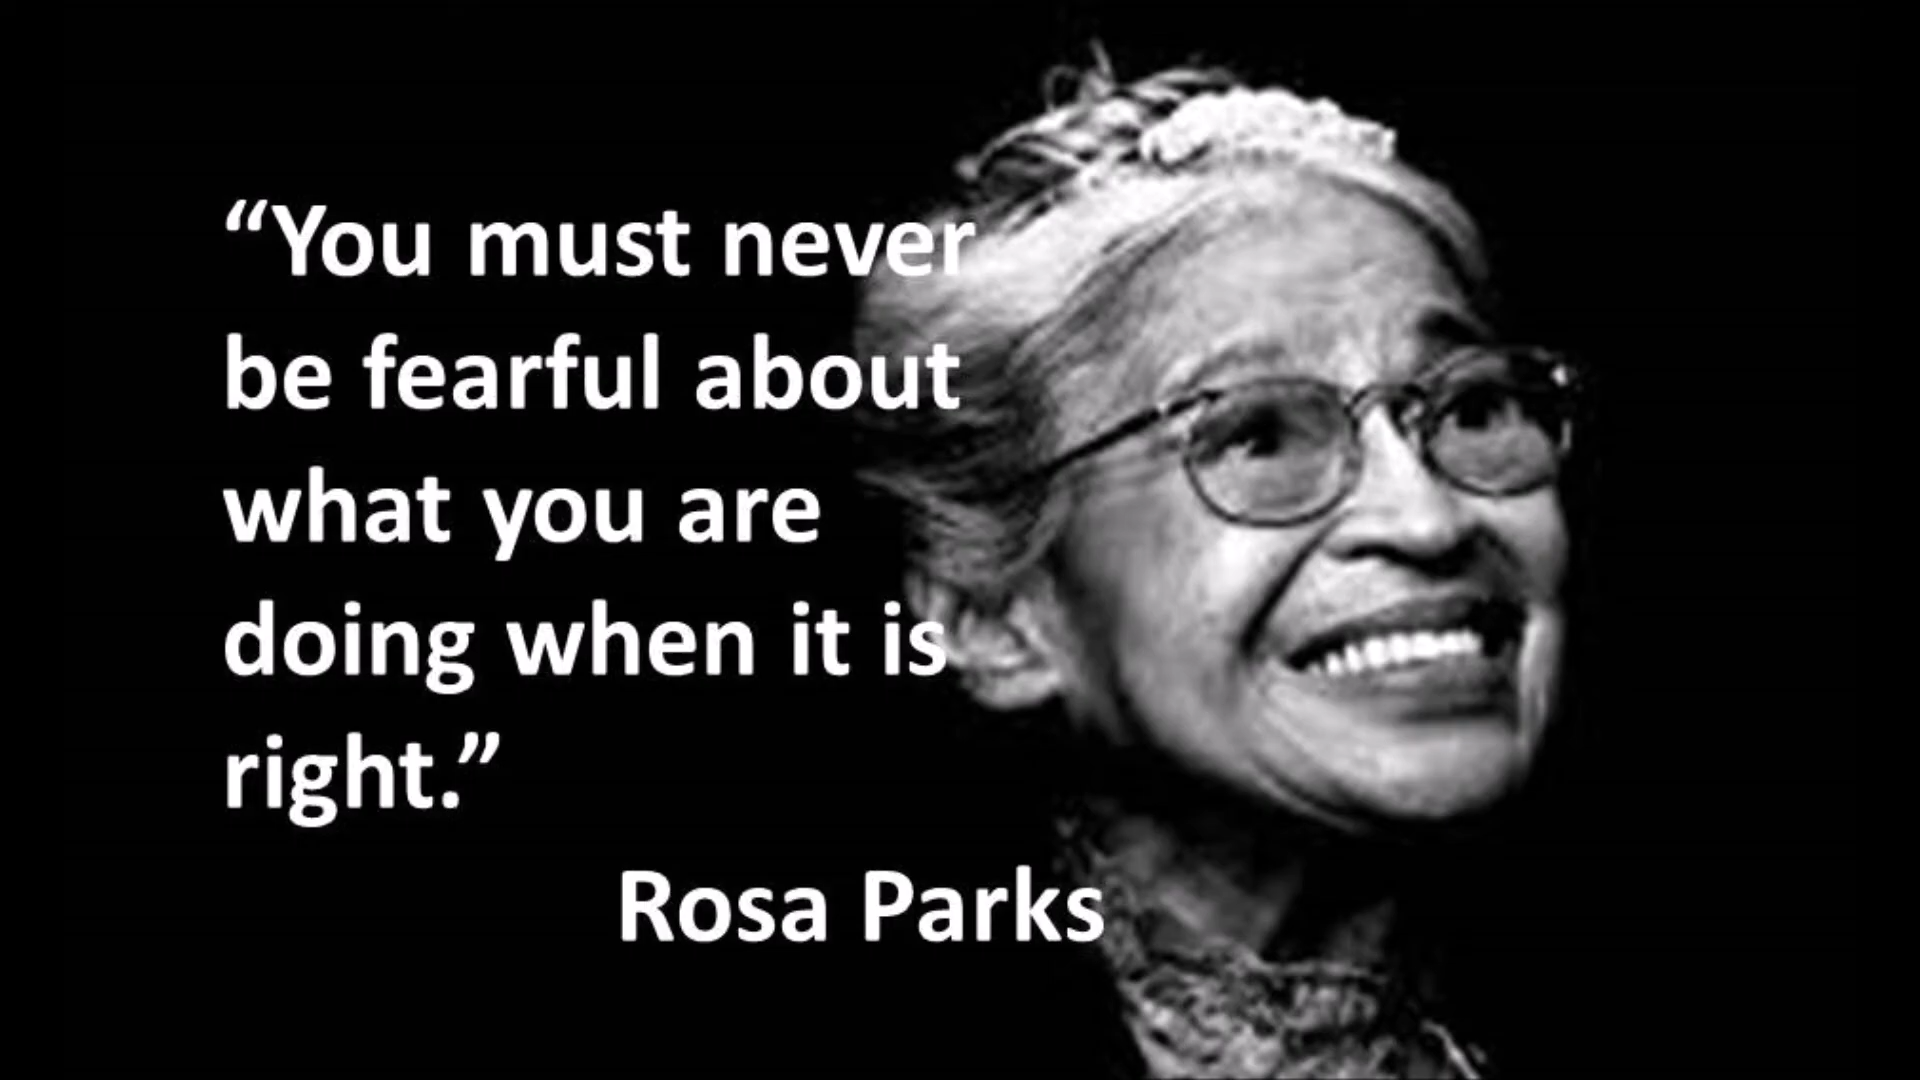 “You must never
be fearful about
what you are
doing when it is
right.”
Rosa Parks